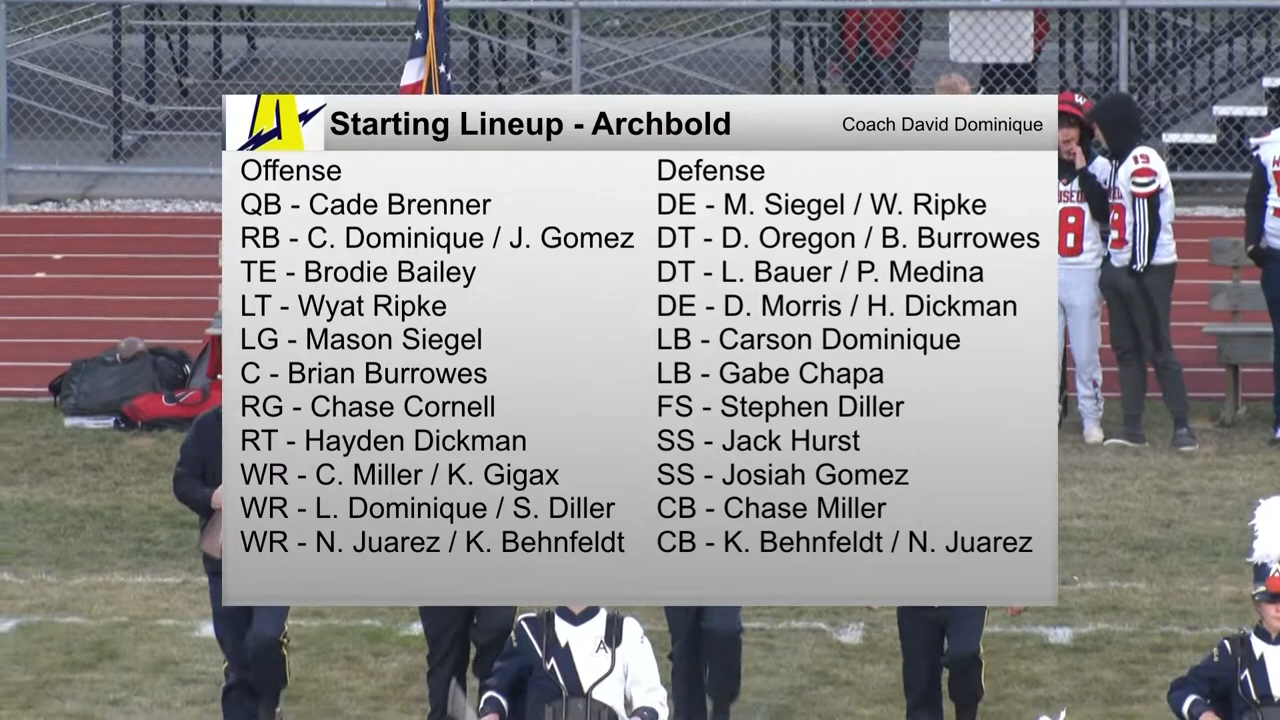 Starting Lineup - Archbold
Coach David Dominique
Offense
QB - Cade Brenner
RB - C. Dominique / J. Gomez
TE - Brodie Bailey
LT - Wyat Ripke
LG - Mason Siegel
C - Brian Burrowes
RG - Chase Cornell
RT - Hayden Dickman
WR - C. Miller / K. Gigax
WR - L. Dominique / S. Diller
WR - N. Juarez / K. Behnfeldt
Defense
DE - M. Siegel / W. Ripke
DT - D. Oregon / B. Burrowes
DT - L. Bauer / P. Medina
DE - D. Morris / H. Dickman
LB - Carson Dominique
LB - Gabe Chapa
FS - Stephen Diller
SS - Jack Hurst
SS - Josiah Gomez
CB - Chase Miller
CB - K. Behnfeldt / N. Juarez
W
19
8
A